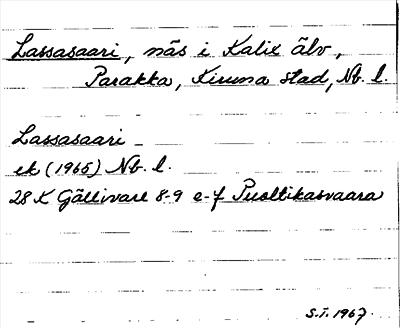 Lassasaari, näs i Kalix älv,
Parakka, Kiruna stad, Nb. l.
Lassasaari –
ek (1965) Nb. l.
28 K Gällivare 8-9 e-f Puoltikasvaara
S.I. 1967.